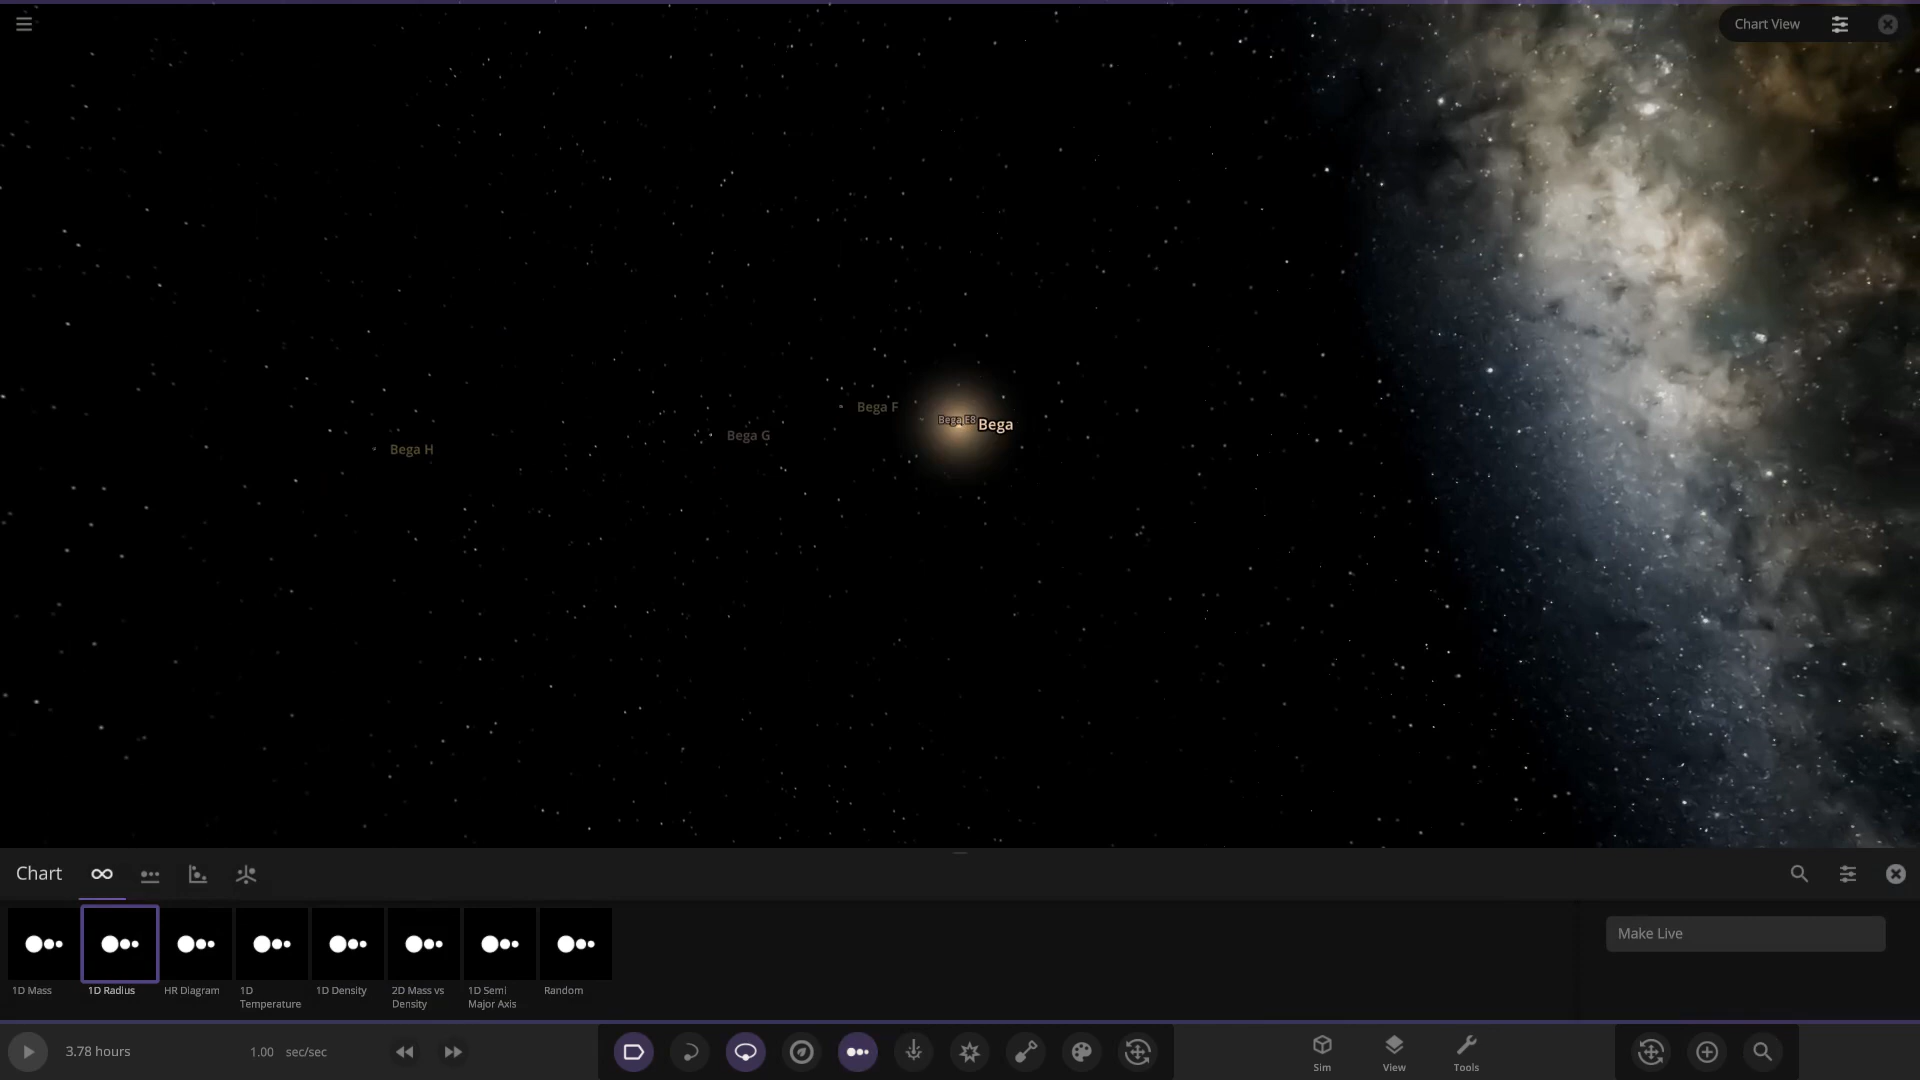 Chart View
Bega F
Bega E8
Bega
Bega G
Bega H
Chart
1D Mass
1D Radius
HR Diagram
1D
Temperature
1D Density
2D Mass vs
Density
1D Semi
Major Axis
Random
Make Live
3.78 hours
1.00 sec/sec
Sim
View
Tools